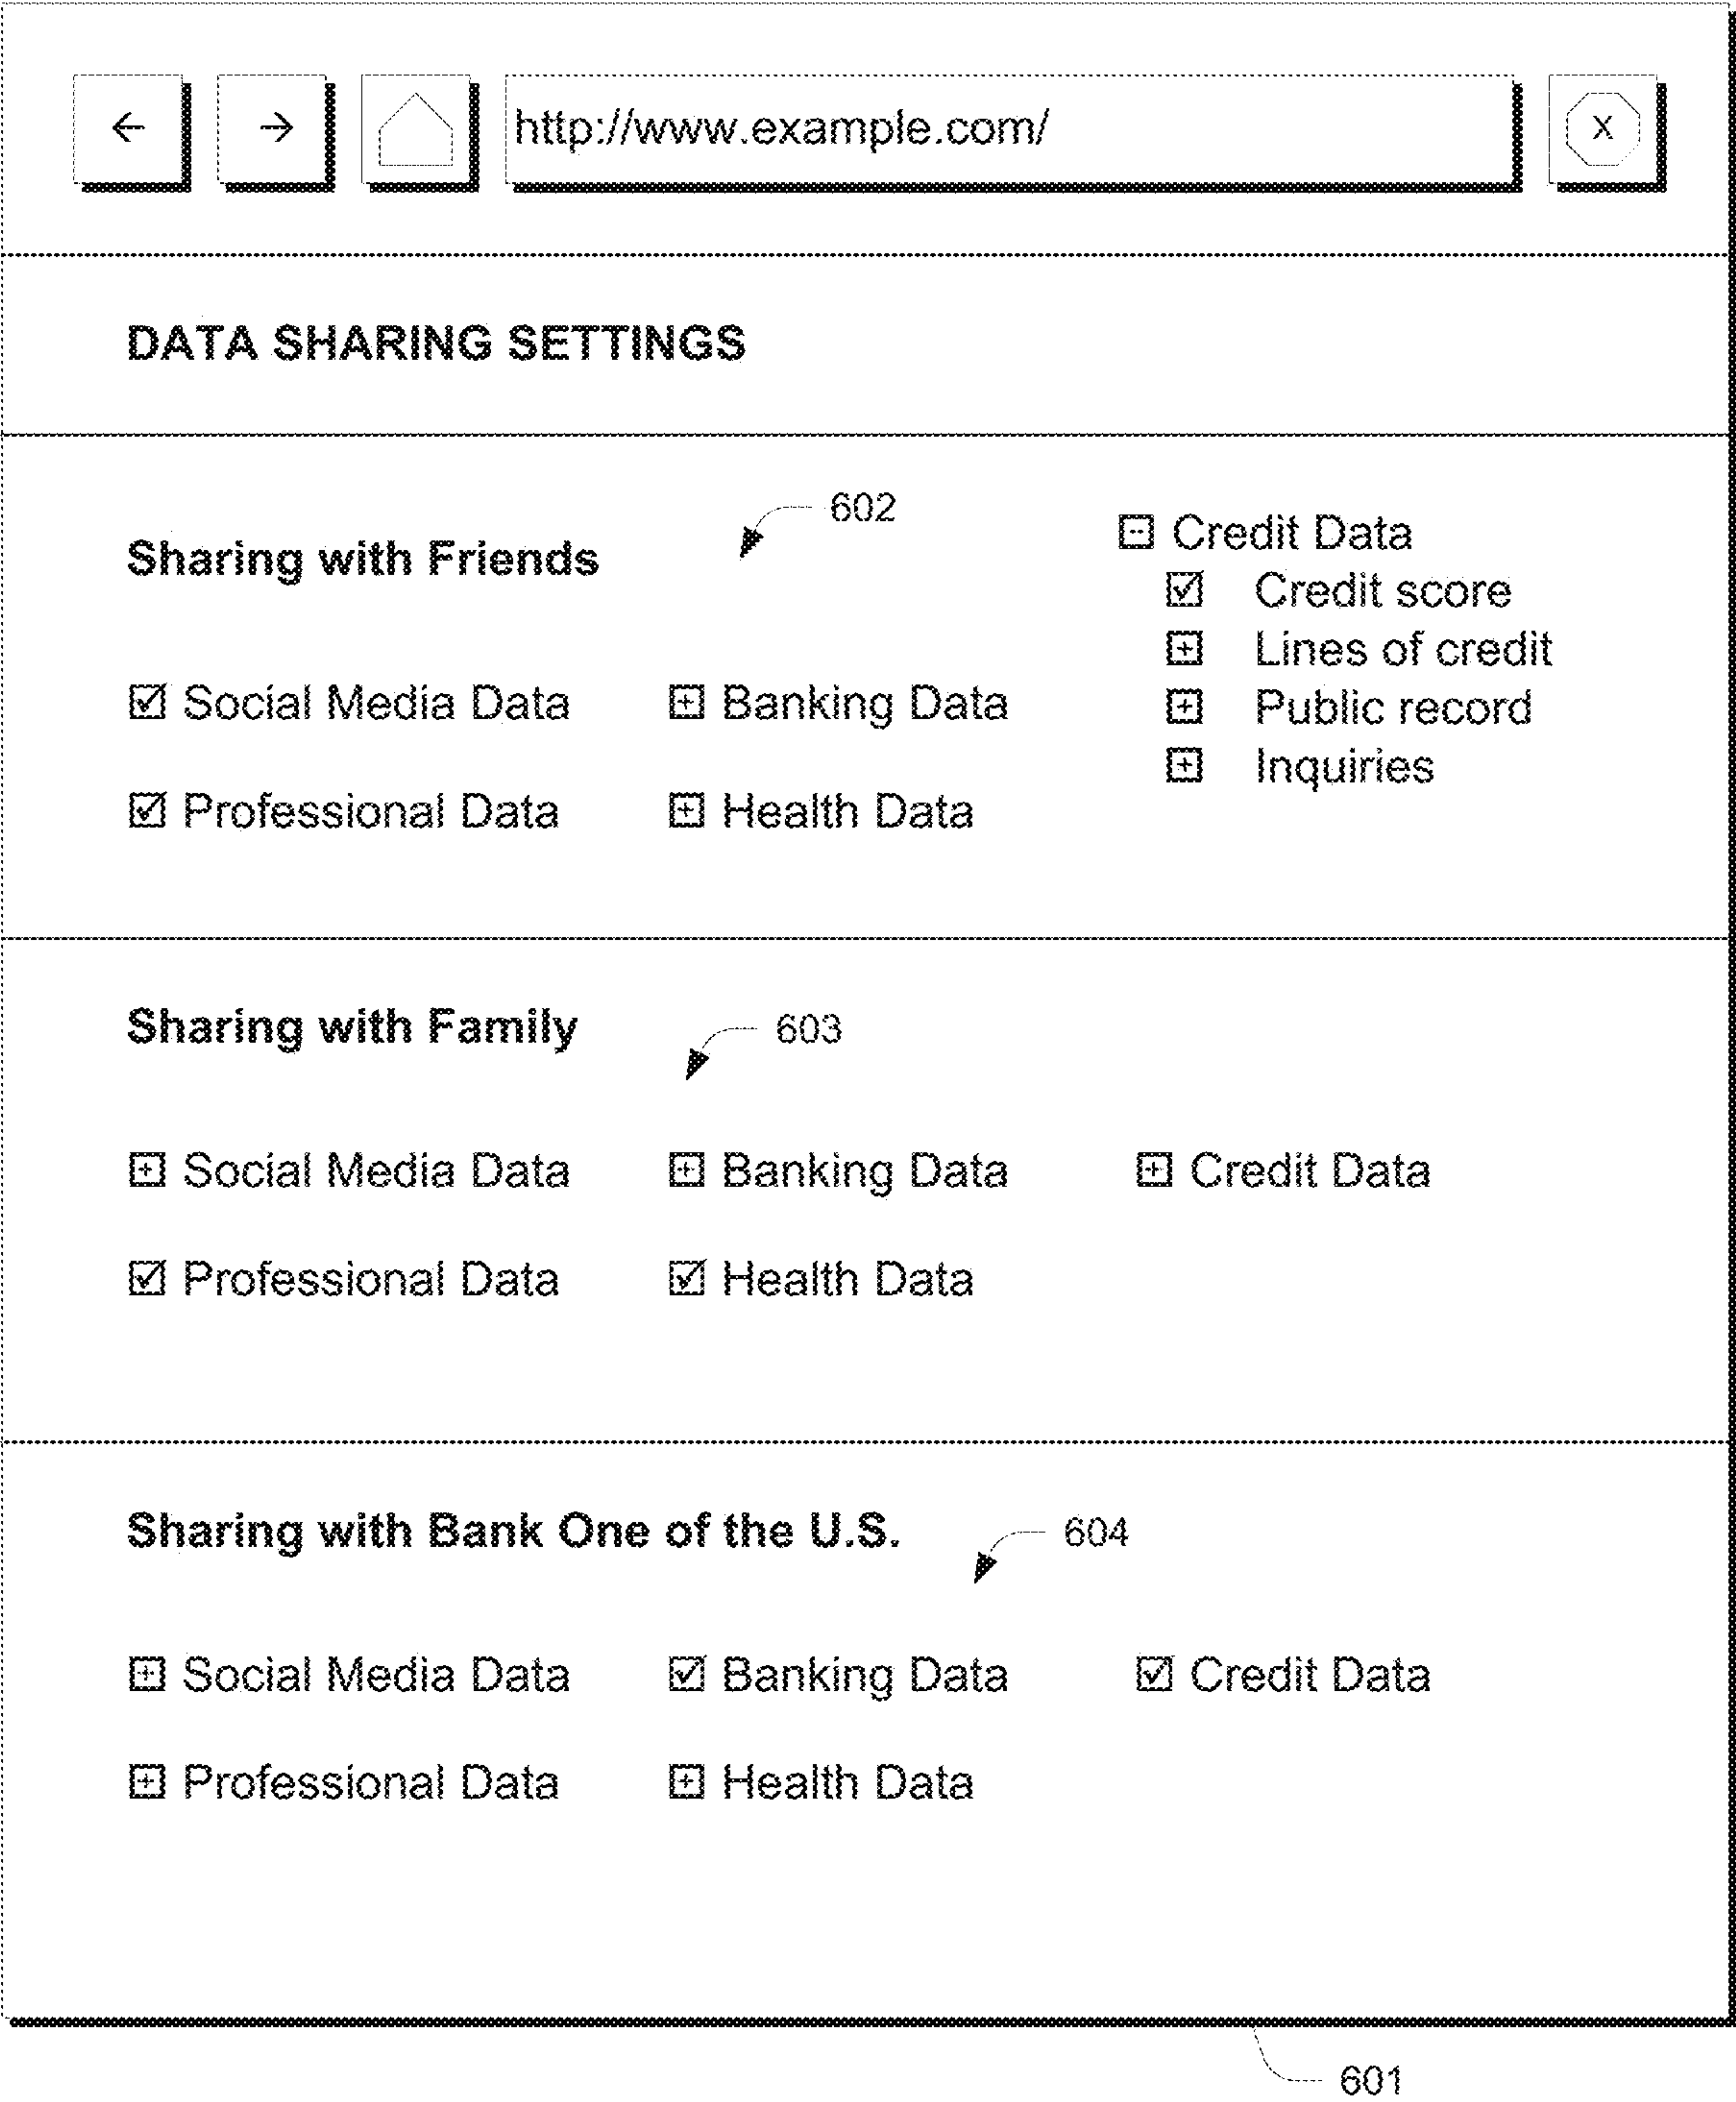 http://www.example.com/
X
DATA SHARING SETTINGS
Sharing with Friends
602
Social Media Data
Banking Data
Professional Data
Health Data
Credit Data
Credit score
Lines of credit
Public record
Inquiries
Sharing with Family
603
Social Media Data
Banking Data
Credit Data
Professional Data
Health Data
Sharing with Bank One of the U.S.
604
Social Media Data
Banking Data
Credit Data
Professional Data
Health Data
601